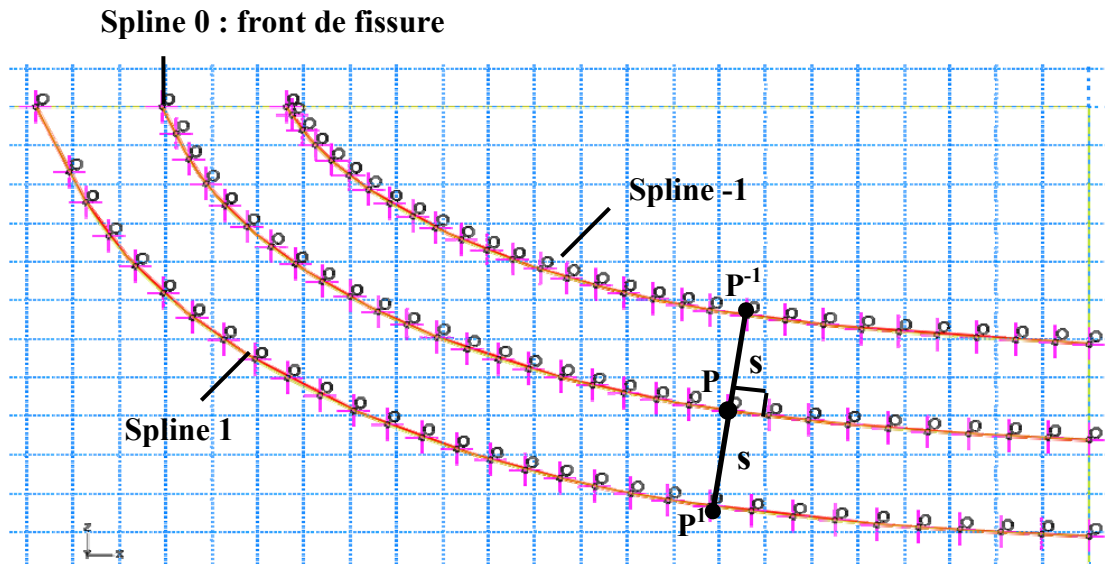 Spline 0 : front de fissure
Spline -1
P-1
s
P
s
Spline 1
P1
z
x